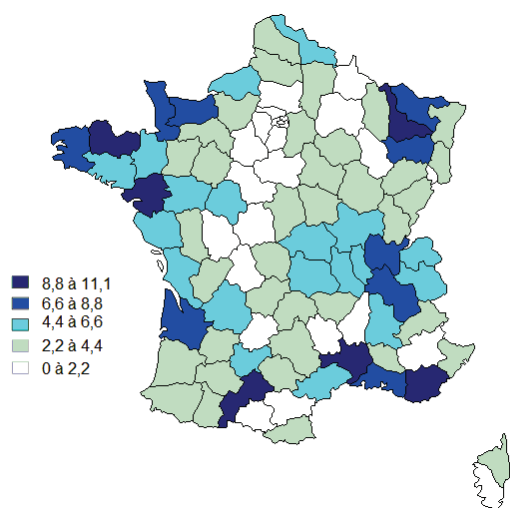 8,8 à 11,1
6,6 à 8,8
4,4 à 6,6
2,2 à 4,4
0 à 2,2